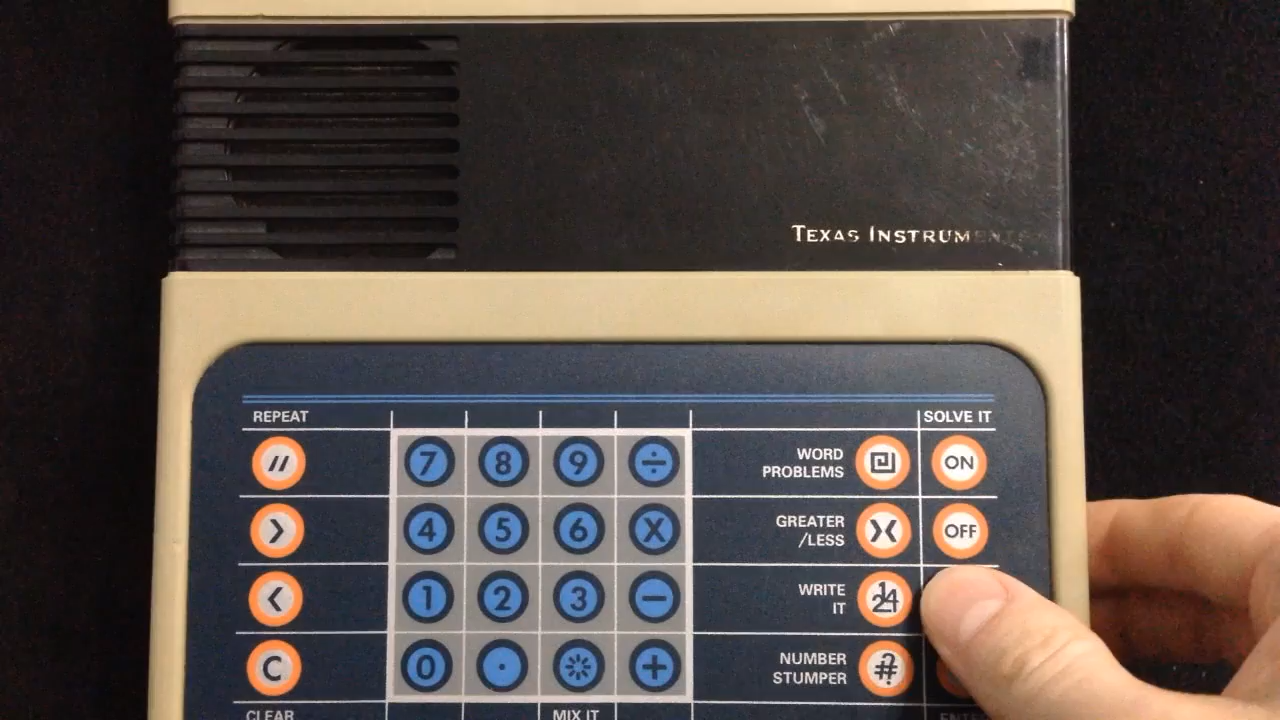 TEXAS INSTRUMENTS
REPEAT
SOLVE IT
7 8 9 ÷
WORD
PROBLEMS
ON
> 4 5 6 X
GREATER
/LESS
OFF
< 1 2 3 −
WRITE
IT
C 0 . +
NUMBER
STUMPER
#?
CLEAR
MIX IT